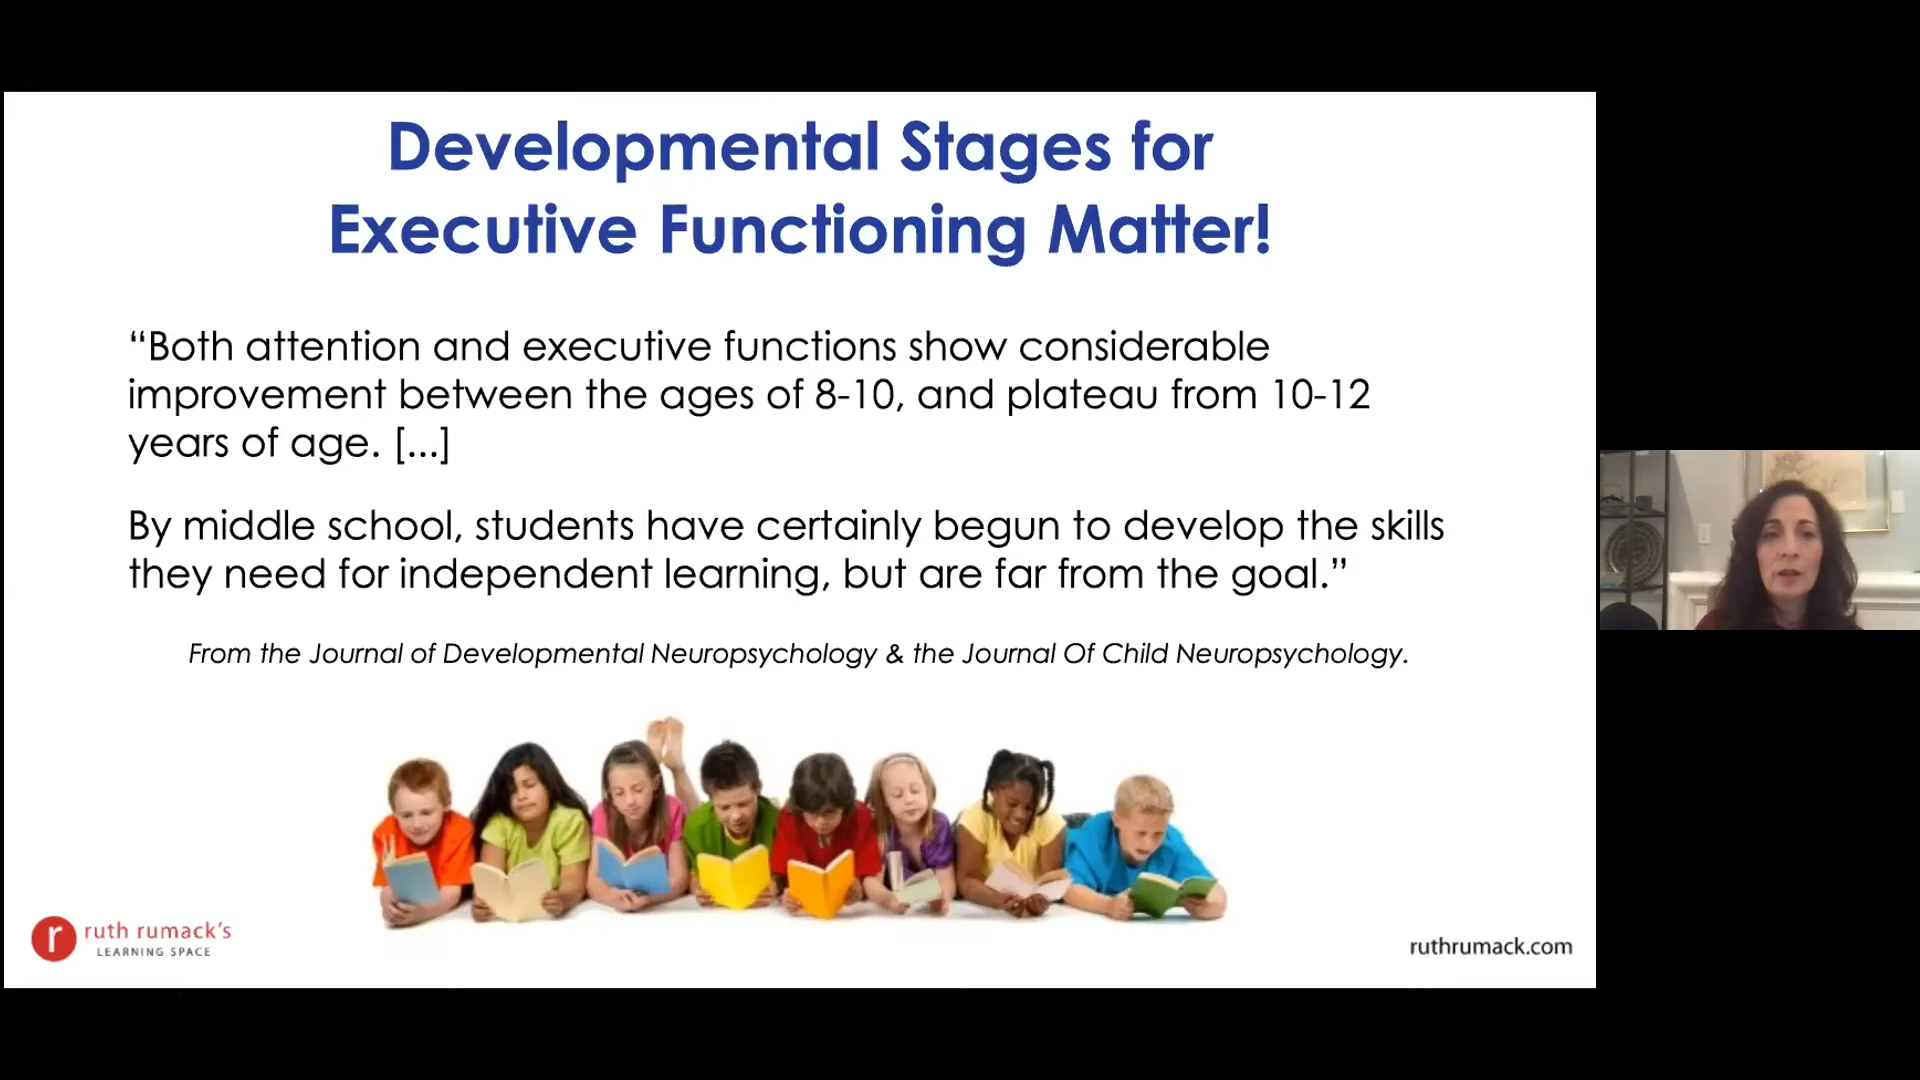 Developmental Stages for
Executive Functioning Matter!
“Both attention and executive functions show considerable
improvement between the ages of 8-10, and plateau from 10-12
years of age. [...]
By middle school, students have certainly begun to develop the skills
they need for independent learning, but are far from the goal.”
From the Journal of Developmental Neuropsychology & the Journal Of Child Neuropsychology.
r ruth rumack’s
LEARNING SPACE
ruthrumack.com